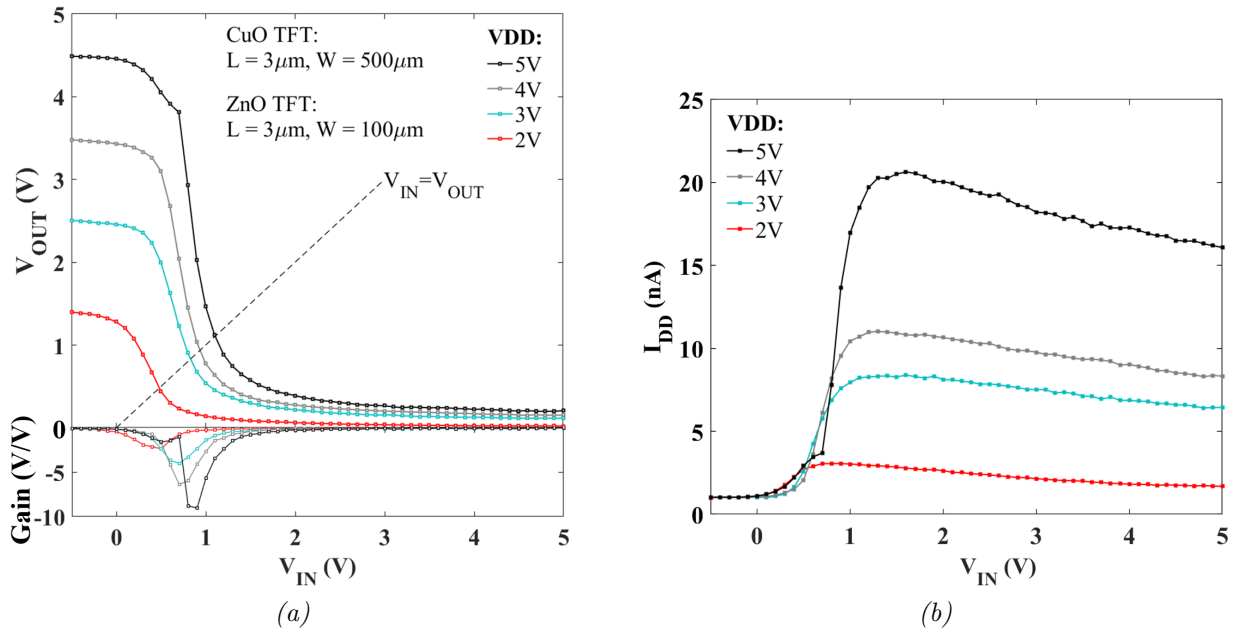 5
4
3
2
1
0
V_OUT (V)
CuO TFT:
L = 3μm, W = 500μm
ZnO TFT:
L = 3μm, W = 100μm
VDD:
5V
4V
3V
2V
V_IN=V_OUT
-5
-10
Gain (V/V)
0 1 2 3 4 5
V_IN (V)
(a)
25
20
15
10
5
0
I_DD (nA)
VDD:
5V
4V
3V
2V
0 1 2 3 4 5
V_IN (V)
(b)